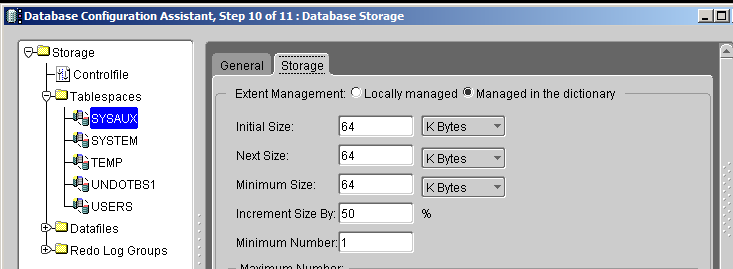 Database Configuration Assistant, Step 10 of 11 : Database Storage
Storage
Controlfile
Tablespaces
SYSAUX
SYSTEM
TEMP
UNDOTBS1
USERS
Datafiles
Redo Log Groups
General Storage
Extent Management: Locally managed Managed in the dictionary
Initial Size: 64 K Bytes
Next Size: 64 K Bytes
Minimum Size: 64 K Bytes
Increment Size By: 50 %
Minimum Number: 1
Maximum Number: